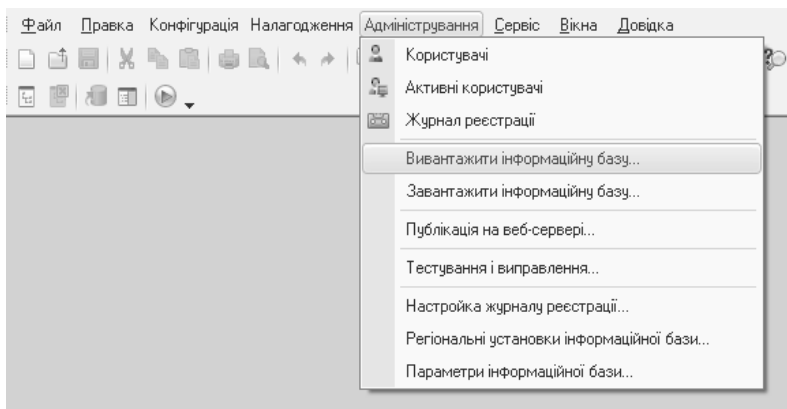 Файл Правка Конфігурація Налагодження Адміністрування Сервіс Вікна Довідка
Користувачі
Активні користувачі
Журнал реєстрації
Вивантажити інформаційну базу...
Завантажити інформаційну базу...
Публікація на веб-сервері...
Тестування і виправлення...
Настройка журналу реєстрації...
Регіональні установки інформаційної бази...
Параметри інформаційної бази...